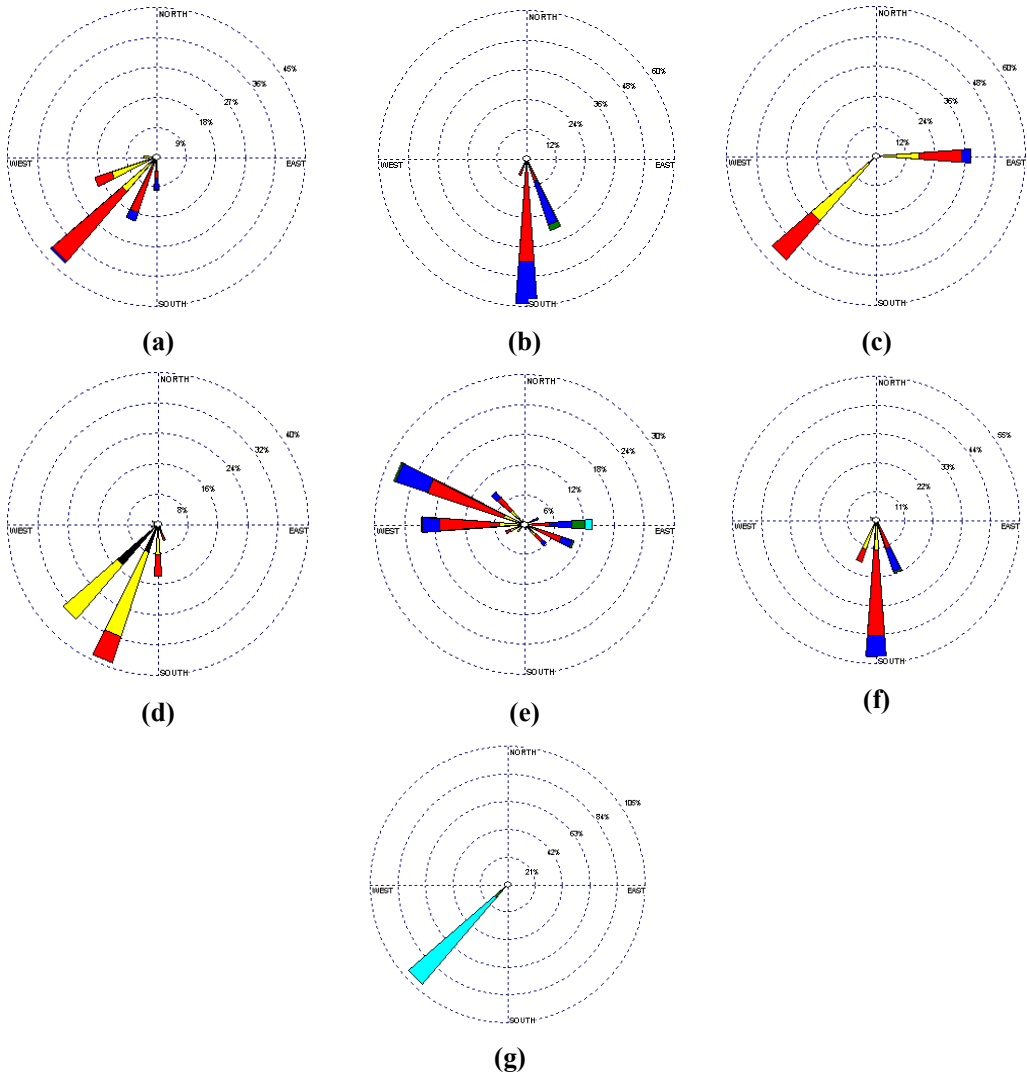 NORTH
45%
36%
27%
18%
9%
WEST
EAST
SOUTH
(a)
NORTH
60%
48%
36%
24%
12%
WEST
EAST
SOUTH
(b)
NORTH
60%
48%
36%
24%
12%
WEST
EAST
SOUTH
(c)
NORTH
40%
32%
24%
16%
8%
WEST
EAST
SOUTH
(d)
NORTH
30%
24%
18%
12%
6%
WEST
EAST
SOUTH
(e)
NORTH
55%
44%
33%
22%
11%
WEST
EAST
SOUTH
(f)
NORTH
105%
84%
63%
42%
21%
WEST
EAST
SOUTH
(g)